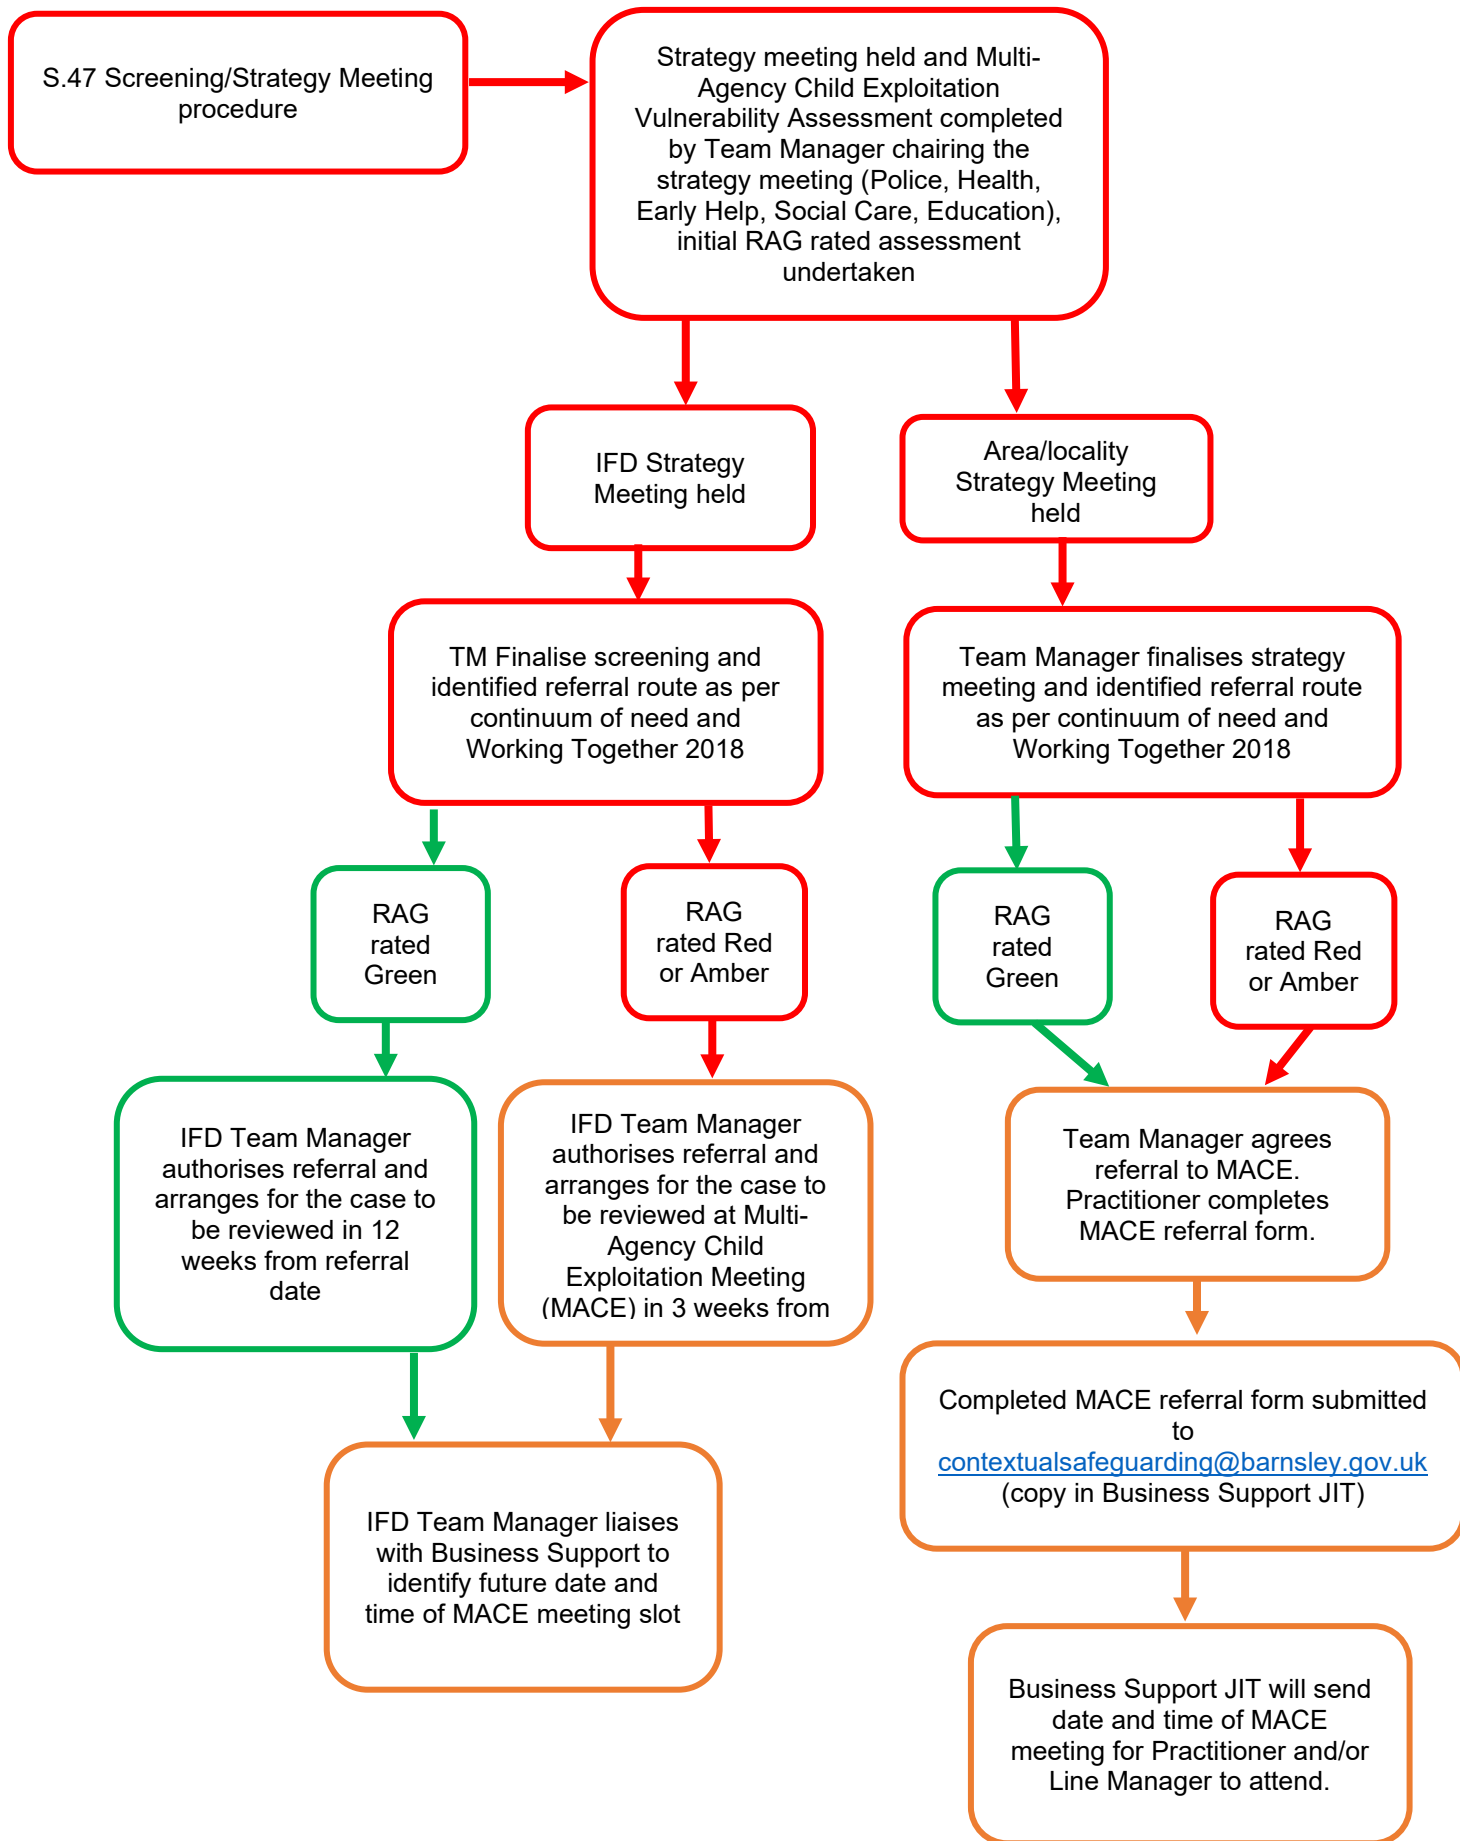 S.47 Screening/Strategy Meeting
procedure
Strategy meeting held and Multi-
Agency Child Exploitation
Vulnerability Assessment completed
by Team Manager chairing the
strategy meeting (Police, Health,
Early Help, Social Care, Education),
initial RAG rated assessment
undertaken
IFD Strategy
Meeting held
Area/locality
Strategy Meeting
held
TM Finalise screening and
identified referral route as per
continuum of need and
Working Together 2018
Team Manager finalises strategy
meeting and identified referral route
as per continuum of need and
Working Together 2018
RAG
rated
Green
RAG
rated Red
or Amber
RAG
rated
Green
RAG
rated Red
or Amber
IFD Team Manager
authorises referral and
arranges for the case to
be reviewed in 12
weeks from referral
date
IFD Team Manager
authorises referral and
arranges for the case to
be reviewed at Multi-
Agency Child
Exploitation Meeting
(MACE) in 3 weeks from
Team Manager agrees
referral to MACE.
Practitioner completes
MACE referral form.
Completed MACE referral form submitted
to
contextualsafeguarding@barnsley.gov.uk
(copy in Business Support JIT)
IFD Team Manager liaises
with Business Support to
identify future date and
time of MACE meeting slot
Business Support JIT will send
date and time of MACE
meeting for Practitioner and/or
Line Manager to attend.